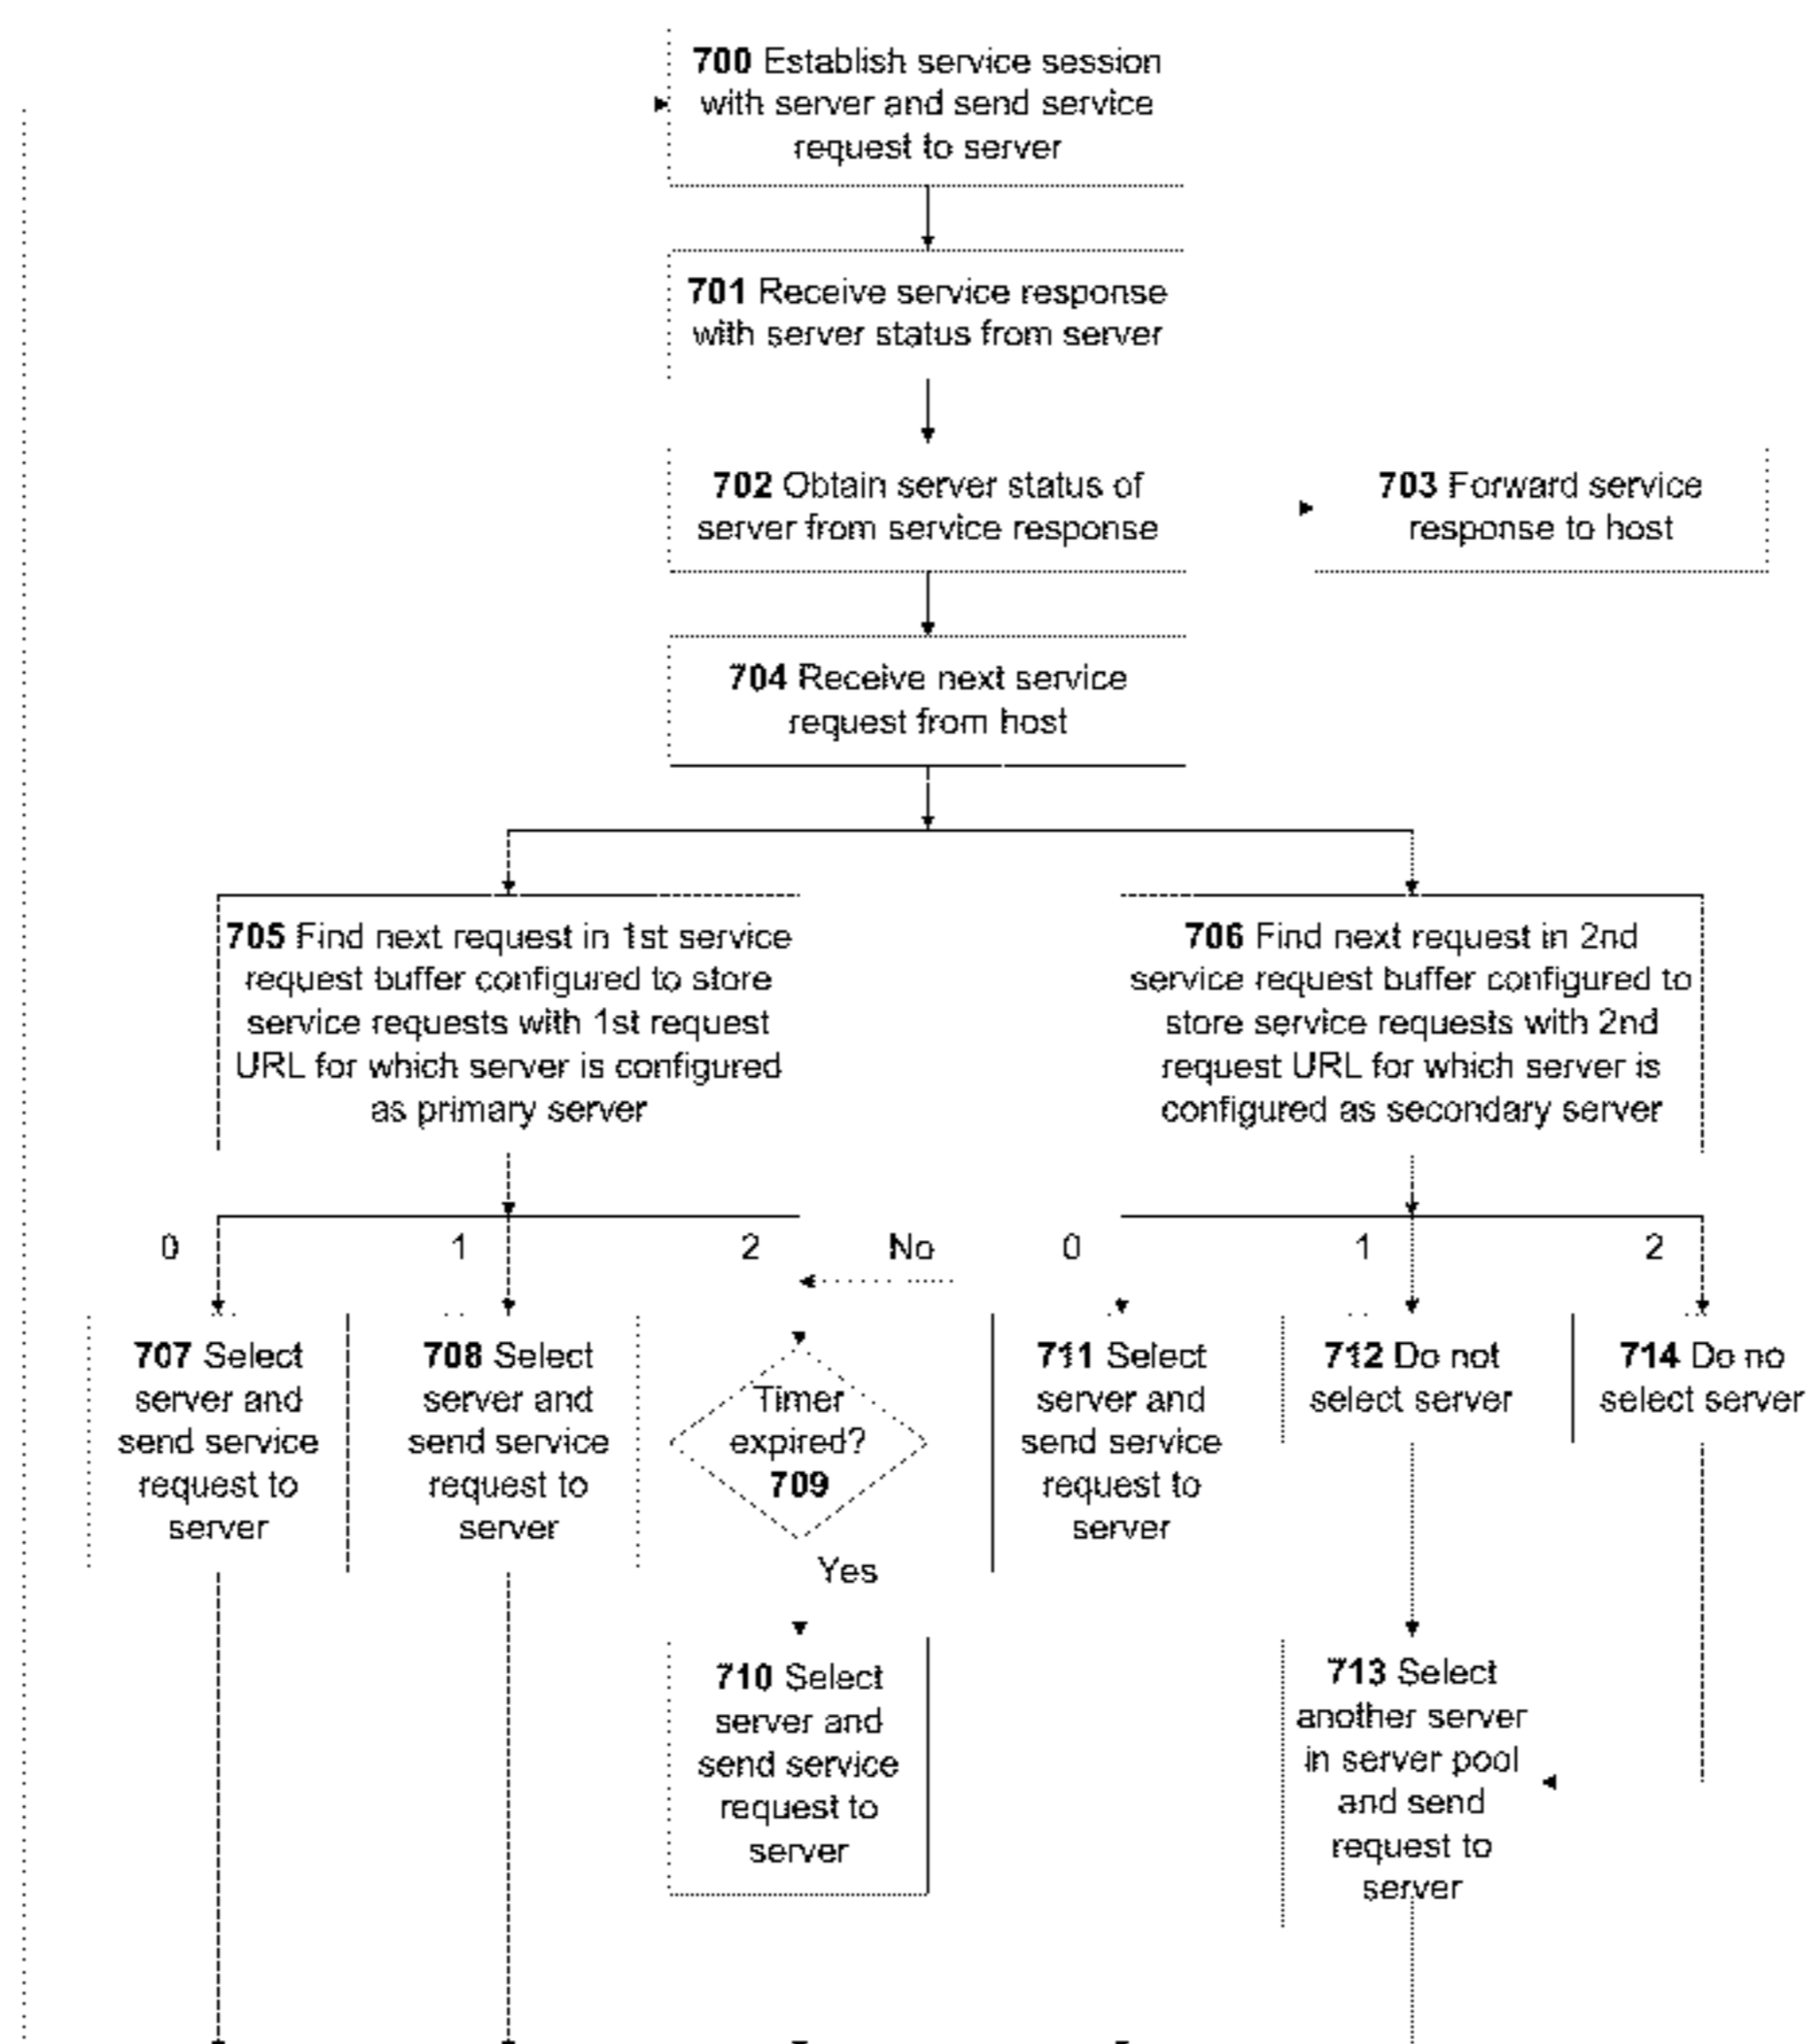 700 Establish service session
with server and send service
request to server
701 Receive service response
with server status from server
702 Obtain server status of
server from service response
703 Forward service
response to host
704 Receive next service
request from host
705 Find next request in 1st service
request buffer configured to store
service requests with 1st request
URL for which server is configured
as primary server
706 Find next request in 2nd
service request buffer configured to
store service requests with 2nd
request URL for which server is
configured as secondary server
0
1
2
No
0
1
2
707 Select
server and
send service
request to
server
708 Select
server and
send service
request to
server
Timer
expired?
709
Yes
710 Select
server and
send service
request to
server
711 Select
server and
send service
request to
server
712 Do not
select server
713 Select
another server
in server pool
and send
request to
server
714 Do no
select server